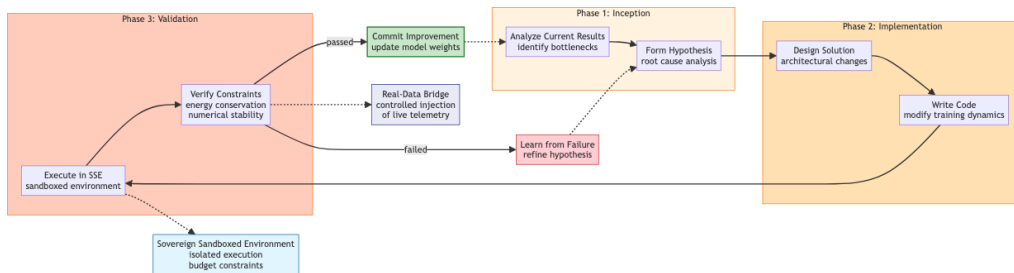 Phase 3: Validation
Phase 1: Inception
Phase 2: Implementation
passed
Commit Improvement
update model weights
Analyze Current Results
identify bottlenecks
Form Hypothesis
root cause analysis
Design Solution
architectural changes
Verify Constraints
energy conservation
numerical stability
Real-Data Bridge
controlled injection
of live telemetry
Write Code
modify training dynamics
failed
Learn from Failure
refine hypothesis
Execute in SSE
sandboxed environment
Sovereign Sandboxed Environment
isolated execution
budget constraints